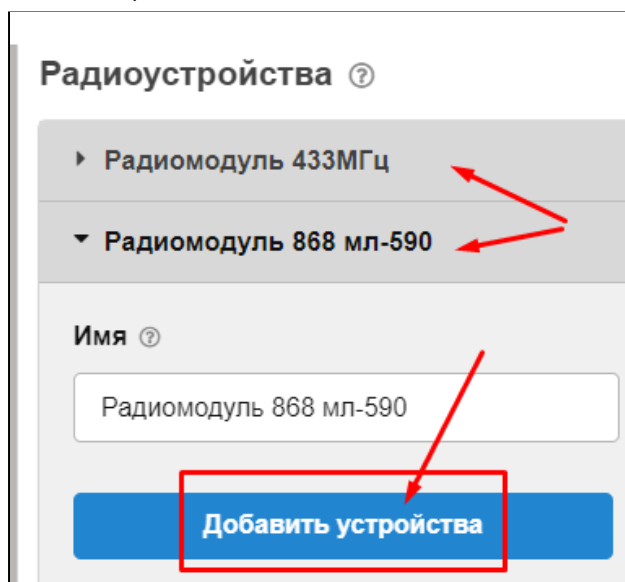 Радиоустройства ?
Радиомодуль 433МГц
Радиомодуль 868 мл-590
Имя ?
Радиомодуль 868 мл-590
Добавить устройства